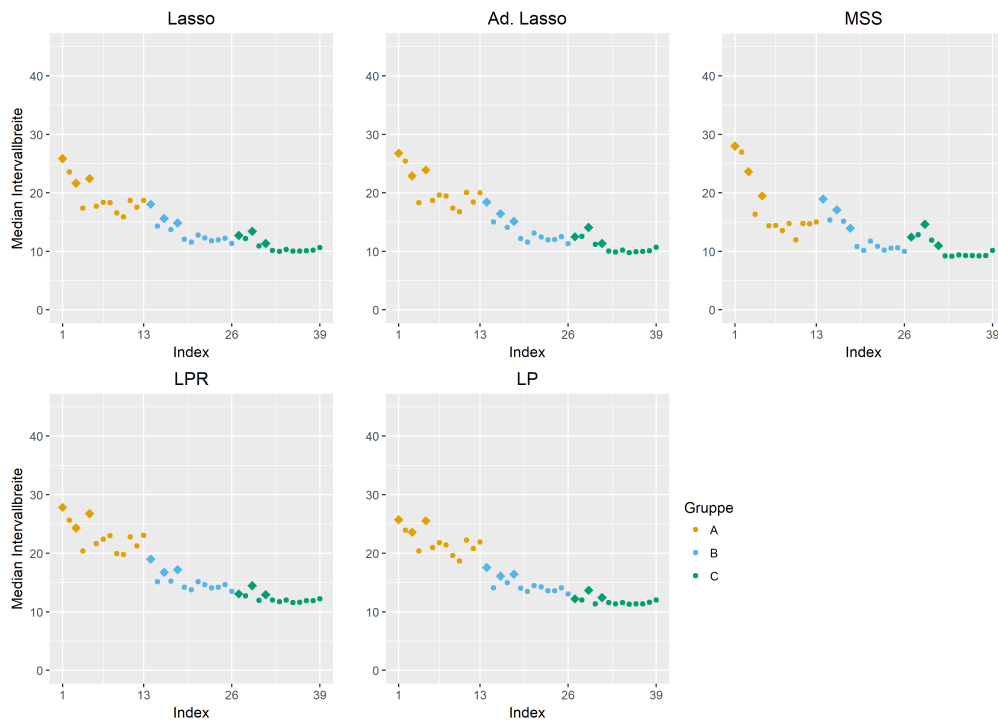 Lasso
Ad. Lasso
MSS
Median Intervallbreite
40
30
20
10
0
1 13 26 39
Index
40
30
20
10
0
1 13 26 39
Index
40
30
20
10
0
1 13 26 39
Index
LPR
LP
Median Intervallbreite
40
30
20
10
0
1 13 26 39
Index
40
30
20
10
0
1 13 26 39
Index
Gruppe
A
B
C